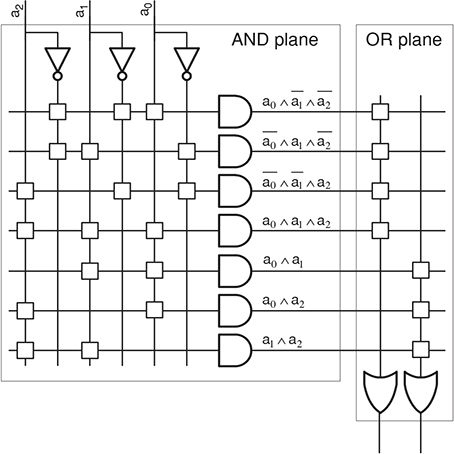 a₂ a₁ a₀
AND plane OR plane
a₀ ∧ a̅₁ ∧ a̅₂
a̅₀ ∧ a₁ ∧ a̅₂
a̅₀ ∧ a̅₁ ∧ a₂
a₀ ∧ a₁ ∧ a₂
a₀ ∧ a₁
a₀ ∧ a₂
a₁ ∧ a₂